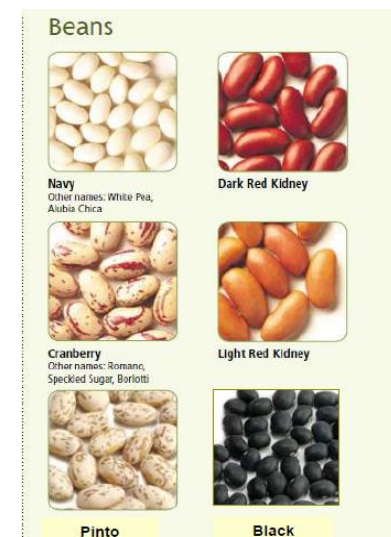 Beans
Navy
Other names: White Pea,
Alubia Chica
Dark Red Kidney
Cranberry
Other names: Romano,
Speckled Sugar, Borlotti
Light Red Kidney
Pinto
Black